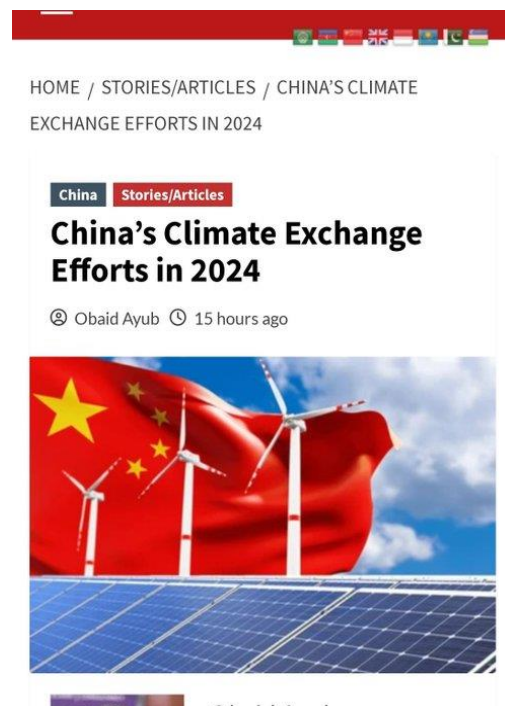 HOME / STORIES/ARTICLES / CHINA'S CLIMATE
EXCHANGE EFFORTS IN 2024
China Stories/Articles
China’s Climate Exchange
Efforts in 2024
Obaid Ayub 15 hours ago